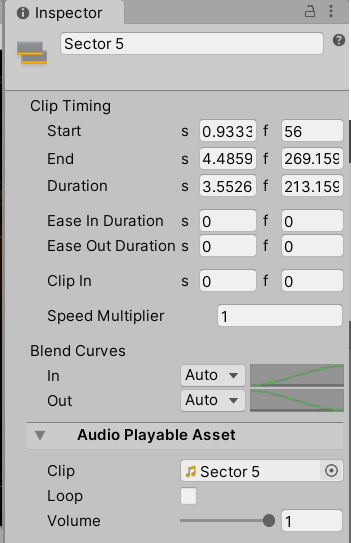 Inspector
Sector 5
Clip Timing
Start s 0.9333 f 56
End s 4.4859 f 269.159
Duration s 3.5526 f 213.159
Ease In Duration s 0 f 0
Ease Out Duration s 0 f 0
Clip In s 0 f 0
Speed Multiplier 1
Blend Curves
In Auto
Out Auto
Audio Playable Asset
Clip Sector 5
Loop
Volume 1